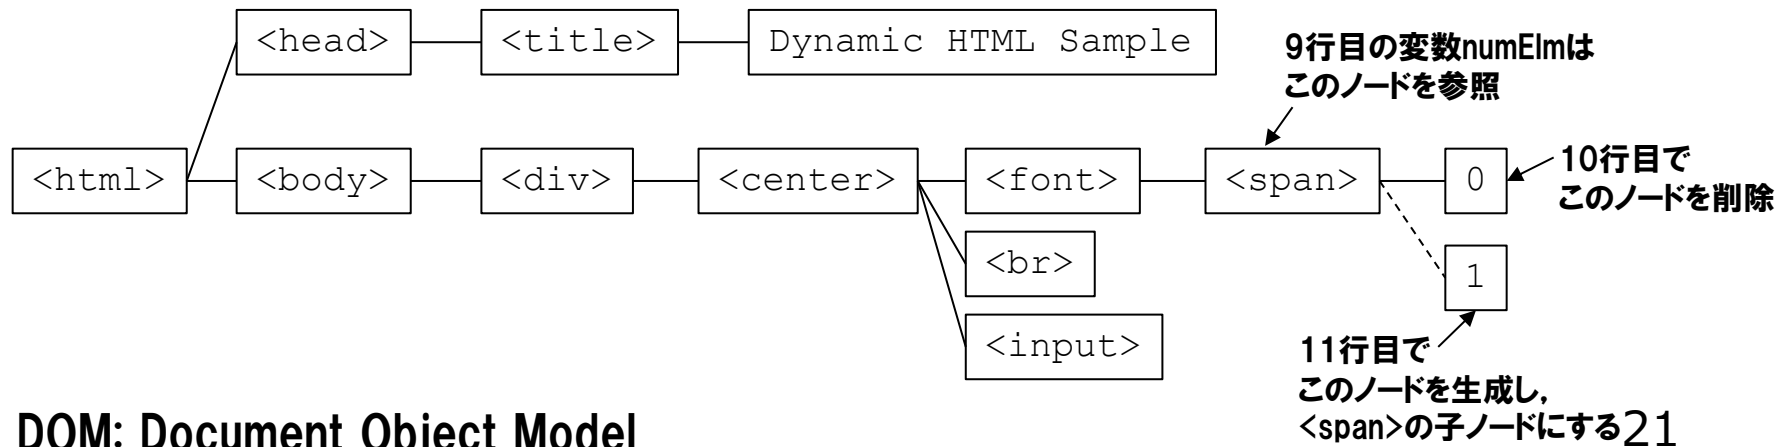 <head>
<title>
Dynamic HTML Sample
9行目の変数numElmは
このノードを参照
<html>
<body>
<div>
<center>
<font>
<span>
0
10行目で
このノードを削除
<br>
1
<input>
11行目で
このノードを生成し,
<span>の子ノードにする
DOM: Document Object Model
21